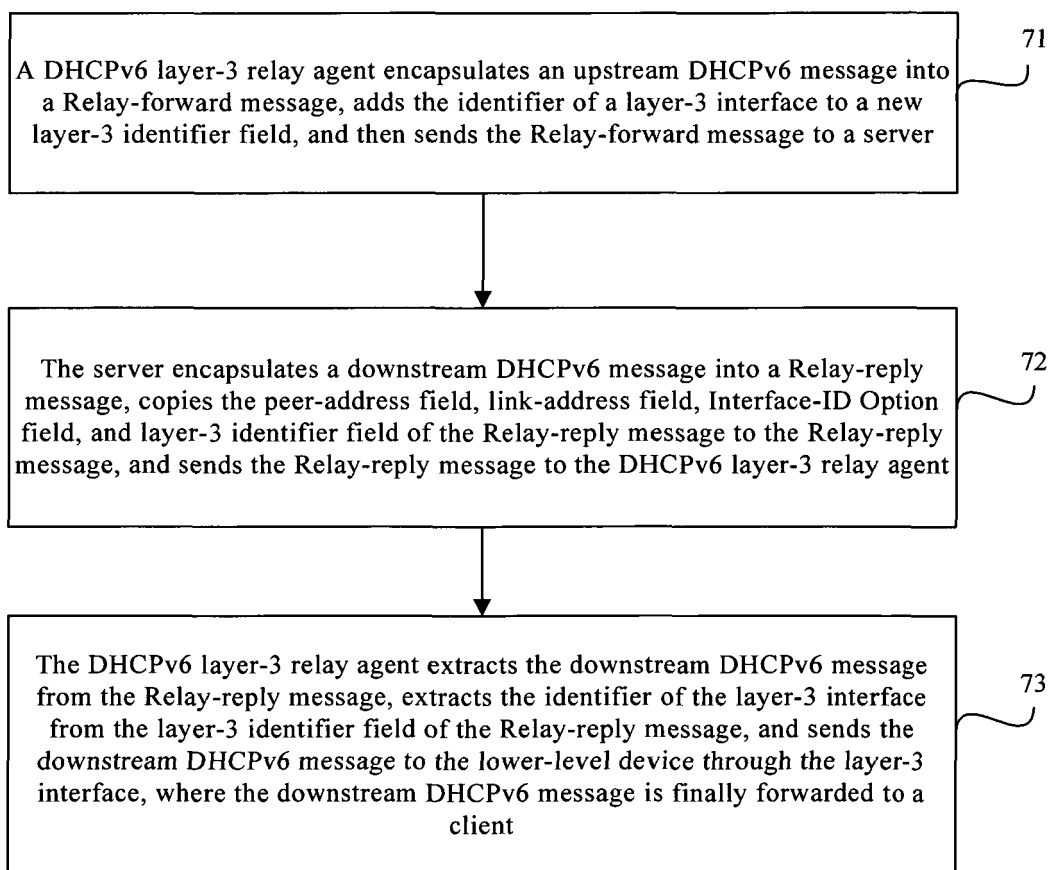 71
A DHCPv6 layer-3 relay agent encapsulates an upstream DHCPv6 message into
a Relay-forward message, adds the identifier of a layer-3 interface to a new
layer-3 identifier field, and then sends the Relay-forward message to a server
72
The server encapsulates a downstream DHCPv6 message into a Relay-reply
message, copies the peer-address field, link-address field, Interface-ID Option
field, and layer-3 identifier field of the Relay-reply message to the Relay-reply
message, and sends the Relay-reply message to the DHCPv6 layer-3 relay agent
73
The DHCPv6 layer-3 relay agent extracts the downstream DHCPv6 message
from the Relay-reply message, extracts the identifier of the layer-3 interface
from the layer-3 identifier field of the Relay-reply message, and sends the
downstream DHCPv6 message to the lower-level device through the layer-3
interface, where the downstream DHCPv6 message is finally forwarded to a
client